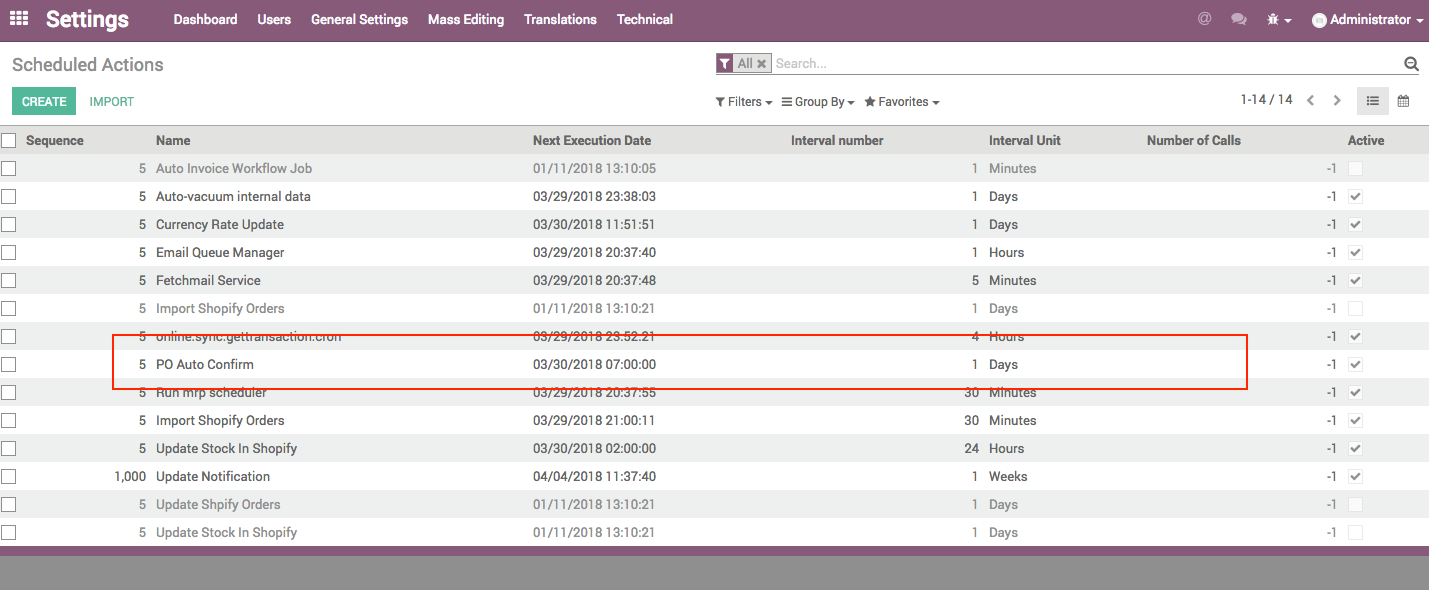 Settings Dashboard Users General Settings Mass Editing Translations Technical @ Administrator
Scheduled Actions All Search...
CREATE IMPORT Filters Group By Favorites 1-14 / 14
Sequence Name Next Execution Date Interval number Interval Unit Number of Calls Active
5 Auto Invoice Workflow Job 01/11/2018 13:10:05 1 Minutes -1
5 Auto-vacuum internal data 03/29/2018 23:38:03 1 Days -1
5 Currency Rate Update 03/30/2018 11:51:51 1 Days -1
5 Email Queue Manager 03/29/2018 20:37:40 1 Hours -1
5 Fetchmail Service 03/29/2018 20:37:48 5 Minutes -1
5 Import Shopify Orders 01/11/2018 13:10:21 1 Days -1
5 online.sync.gettransaction.cron 03/29/2018 23:52:21 4 Hours -1
5 PO Auto Confirm 03/30/2018 07:00:00 1 Days -1
5 Run mrp scheduler 03/29/2018 20:37:55 30 Minutes -1
5 Import Shopify Orders 03/29/2018 21:00:11 30 Minutes -1
5 Update Stock In Shopify 03/30/2018 02:00:00 24 Hours -1
1,000 Update Notification 04/04/2018 11:37:40 1 Weeks -1
5 Update Shpify Orders 01/11/2018 13:10:21 1 Days -1
5 Update Stock In Shopify 01/11/2018 13:10:21 1 Days -1